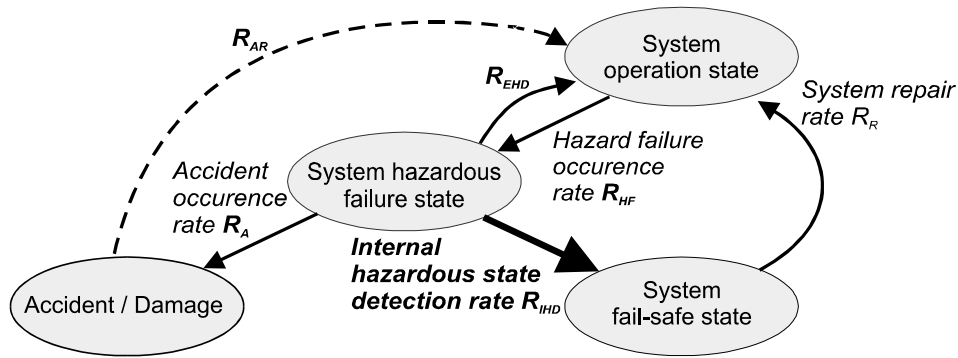 R_AR
System
operation state
R_EHD
System repair
rate R_R
Hazard failure
occurence
rate R_HF
System hazardous
failure state
Accident
occurence
rate R_A
Internal
hazardous state
detection rate R_IHD
System
fail-safe state
Accident / Damage